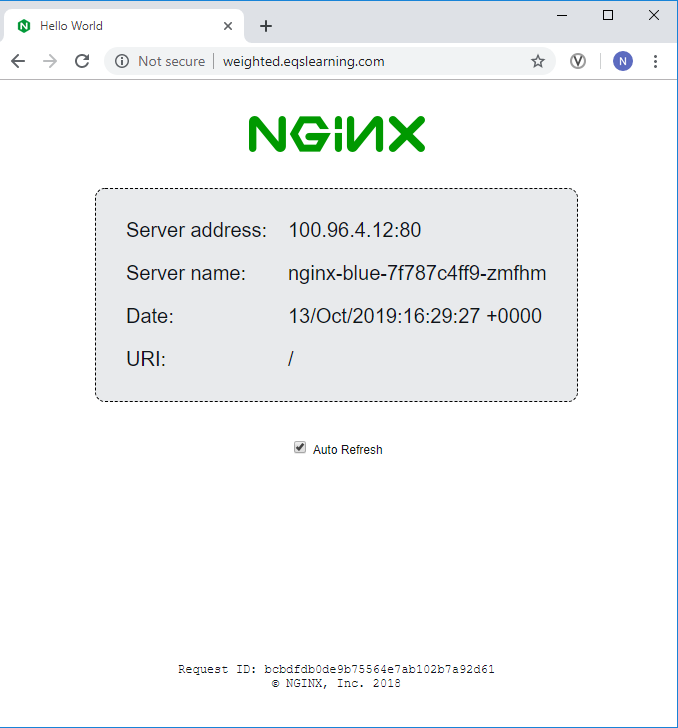 Hello World
Not secure
weighted.eqslearning.com
N
NGiNX
Server address: 100.96.4.12:80
Server name: nginx-blue-7f787c4ff9-zmfhm
Date: 13/Oct/2019:16:29:27 +0000
URI: /
Auto Refresh
Request ID: bcbdfdb0de9b75564e7ab102b7a92d61
© NGINX, Inc. 2018